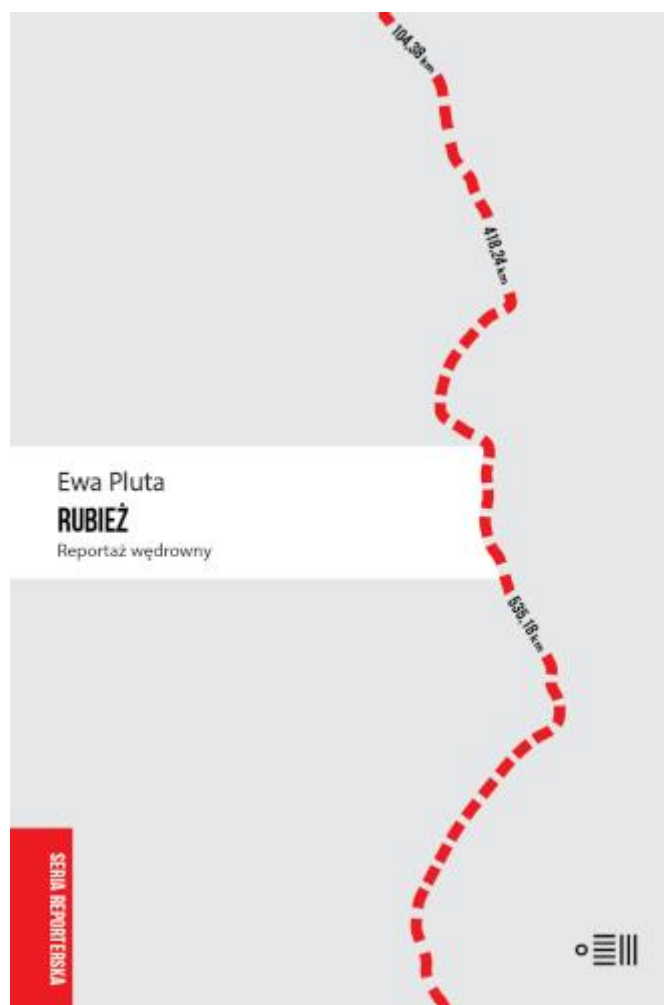 104,38 km
418,24 km
Ewa Pluta
RUBIEŻ
Reportaż wędrowny
535,18 km
SERIA REPORTERSKA